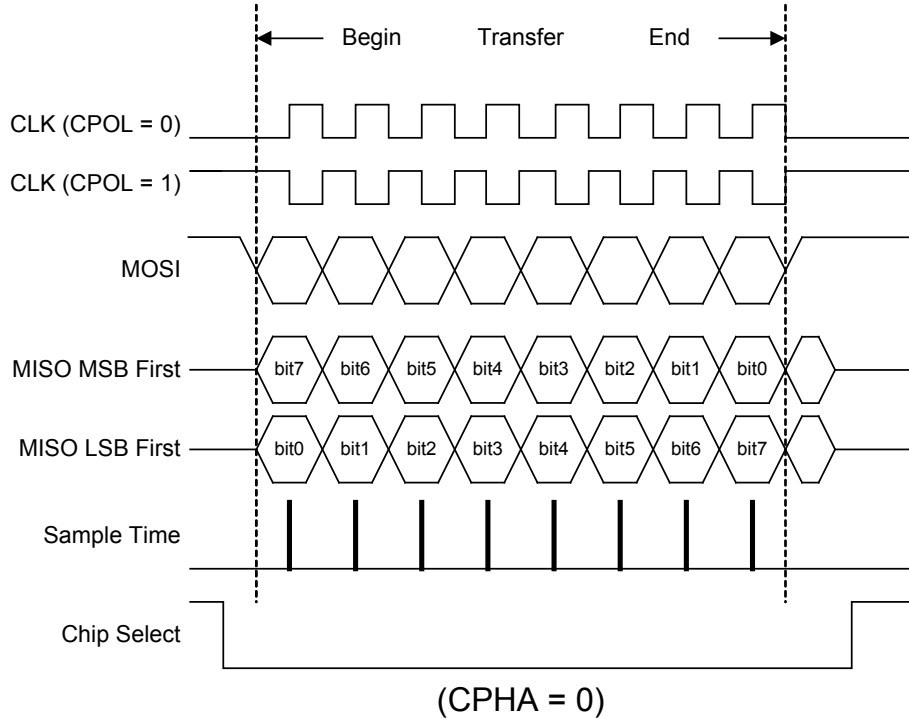 Begin Transfer End
CLK (CPOL = 0)
CLK (CPOL = 1)
MOSI
MISO MSB First bit7 bit6 bit5 bit4 bit3 bit2 bit1 bit0
MISO LSB First bit0 bit1 bit2 bit3 bit4 bit5 bit6 bit7
Sample Time
Chip Select
(CPHA = 0)